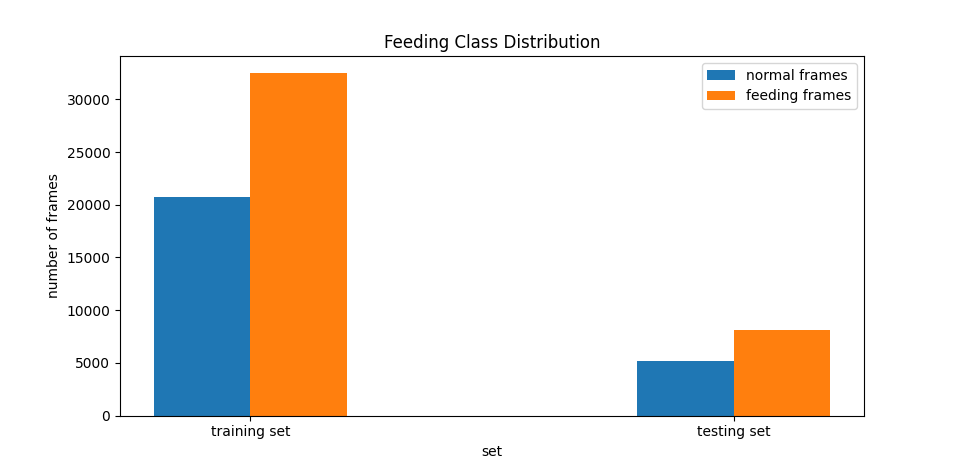 Feeding Class Distribution
normal frames
feeding frames
number of frames
30000
25000
20000
15000
10000
5000
0
training set
testing set
set